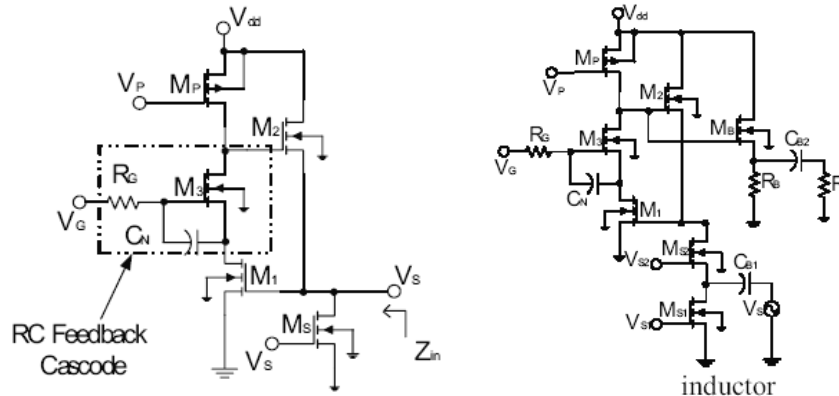 Vdd
VP
MP
M2
RG
M3
VG
CN
M1
VS
MS
VS
Zin
RC Feedback
Cascode
Vdd
MP
VP
M2
RG
M3
MB
CB2
VG
CN
RB
R
M1
MS2
VS2
CB1
MS1
VS1
VS
inductor